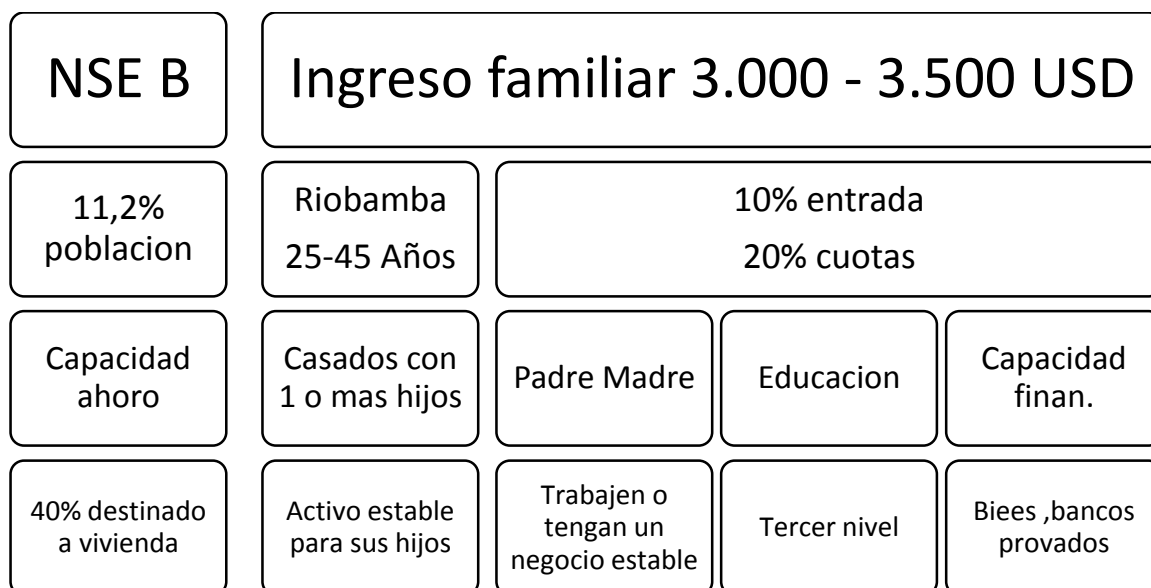 NSE B
Ingreso familiar 3.000 - 3.500 USD
11,2%
poblacion
Riobamba
25-45 Años
10% entrada
20% cuotas
Capacidad
ahoro
Casados con
1 o mas hijos
Padre Madre
Educacion
Capacidad
finan.
40% destinado
a vivienda
Activo estable
para sus hijos
Trabajen o
tengan un
negocio estable
Tercer nivel
Biees ,bancos
provados